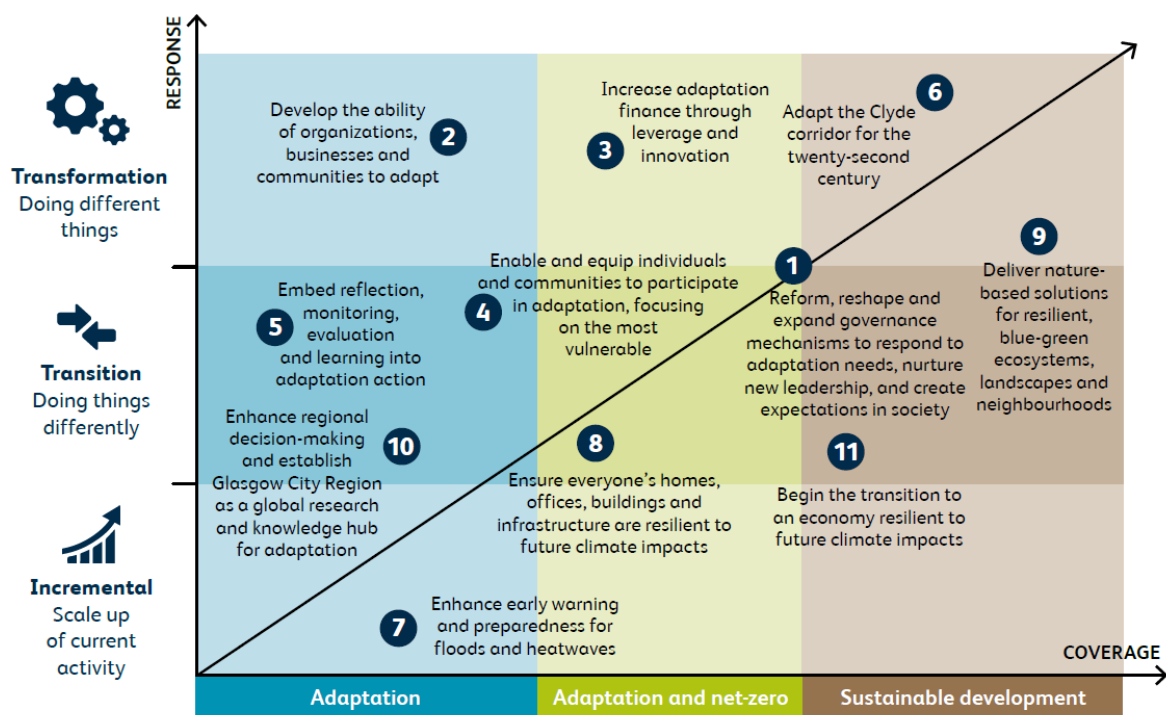 RESPONSE
Transformation
Doing different
things
Transition
Doing things
differently
Incremental
Scale up
of current
activity
Develop the ability
of organizations,
businesses and
communities to adapt
2
Increase adaptation
finance through
leverage and
innovation
3
6
Adapt the Clyde
corridor for the
twenty-second
century
9
Deliver nature-
based solutions
for resilient,
blue-green
ecosystems,
landscapes and
neighbourhoods
1
Reform, reshape and
expand governance
mechanisms to respond to
adaptation needs, nurture
new leadership, and create
expectations in society
Enable and equip individuals
and communities to participate
in adaptation, focusing
on the most
vulnerable
4
Embed reflection,
monitoring,
evaluation
and learning into
adaptation action
5
Enhance regional
decision-making
and establish
Glasgow City Region
as a global research
and knowledge hub
for adaptation
10
8
Ensure everyone’s homes,
offices, buildings and
infrastructure are resilient to
future climate impacts
11
Begin the transition to
an economy resilient to
future climate impacts
7
Enhance early warning
and preparedness for
floods and heatwaves
COVERAGE
Adaptation
Adaptation and net-zero
Sustainable development